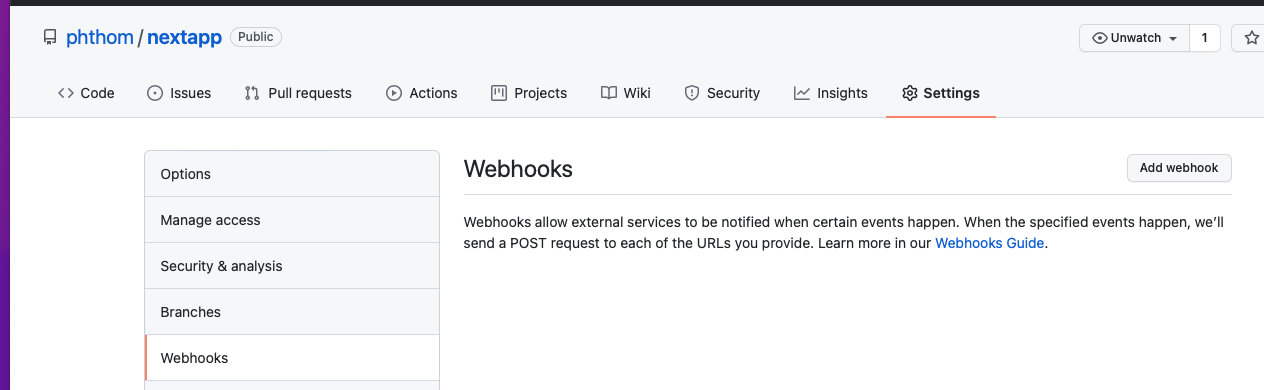 phthom / nextapp Public
Unwatch 1
Code Issues Pull requests Actions Projects Wiki Security Insights Settings
Options
Manage access
Security & analysis
Branches
Webhooks
Webhooks
Add webhook
Webhooks allow external services to be notified when certain events happen. When the specified events happen, we’ll
send a POST request to each of the URLs you provide. Learn more in our Webhooks Guide.